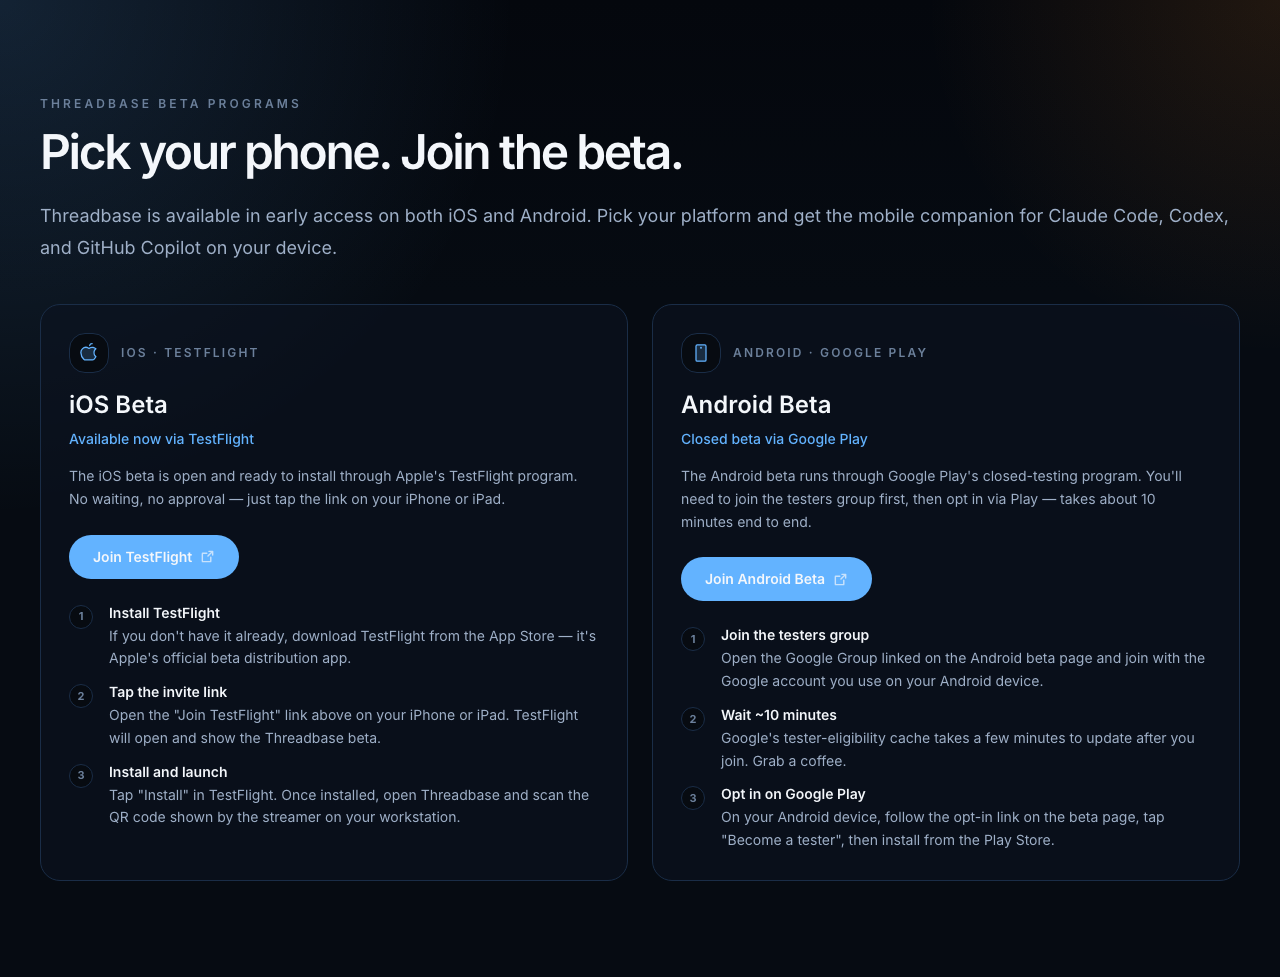 THREADBASE BETA PROGRAMS
Pick your phone. Join the beta.
Threadbase is available in early access on both iOS and Android. Pick your platform and get the mobile companion for Claude Code, Codex,
and GitHub Copilot on your device.
IOS · TESTFLIGHT
iOS Beta
Available now via TestFlight
The iOS beta is open and ready to install through Apple's TestFlight program.
No waiting, no approval — just tap the link on your iPhone or iPad.
Join TestFlight
1
Install TestFlight
If you don't have it already, download TestFlight from the App Store — it's
Apple's official beta distribution app.
2
Tap the invite link
Open the "Join TestFlight" link above on your iPhone or iPad. TestFlight
will open and show the Threadbase beta.
3
Install and launch
Tap "Install" in TestFlight. Once installed, open Threadbase and scan the
QR code shown by the streamer on your workstation.
ANDROID · GOOGLE PLAY
Android Beta
Closed beta via Google Play
The Android beta runs through Google Play's closed-testing program. You'll
need to join the testers group first, then opt in via Play — takes about 10
minutes end to end.
Join Android Beta
1
Join the testers group
Open the Google Group linked on the Android beta page and join with the
Google account you use on your Android device.
2
Wait ~10 minutes
Google's tester-eligibility cache takes a few minutes to update after you
join. Grab a coffee.
3
Opt in on Google Play
On your Android device, follow the opt-in link on the beta page, tap
"Become a tester", then install from the Play Store.